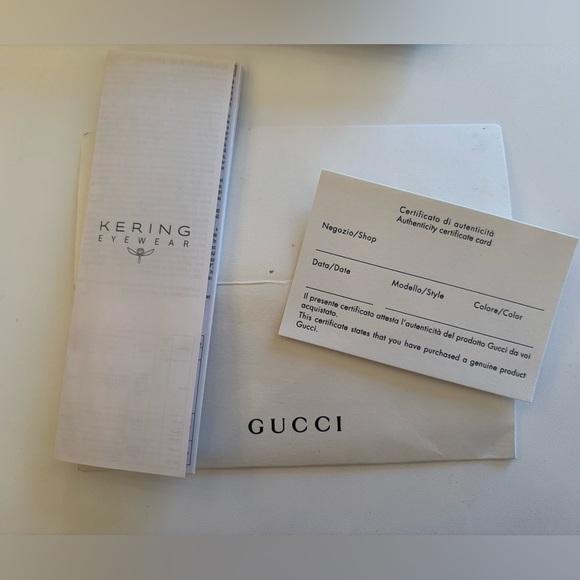 KERING
EYEWEAR
Certificato di autenticità
Authenticity certificate card
Negozio/Shop
Data/Date
Modello/Style
Colore/Color
Il presente certificato attesta l'autenticità del prodotto Gucci da voi
acquistato.
This certificate states that you have purchased a genuine product
Gucci.
GUCCI